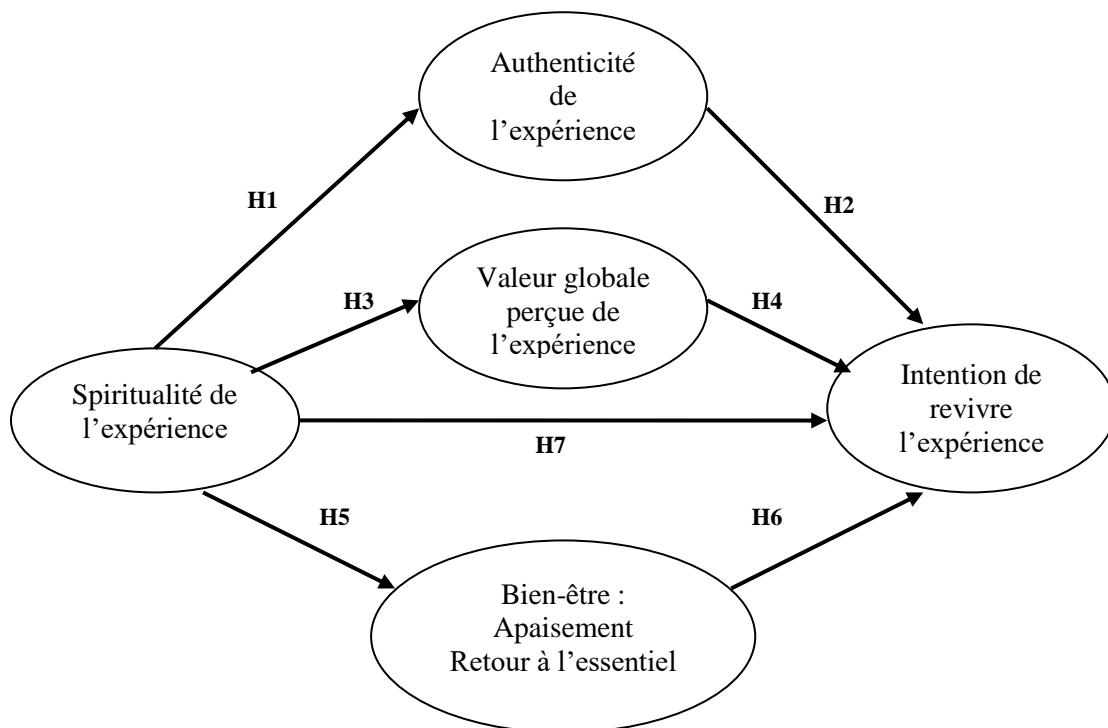 Authenticité
de
l’expérience
H1
H2
Valeur globale
perçue de
l’expérience
H3
H4
Spiritualité de
l’expérience
Intention de
revivre
l’expérience
H7
H5
H6
Bien-être :
Apaisement
Retour à l’essentiel